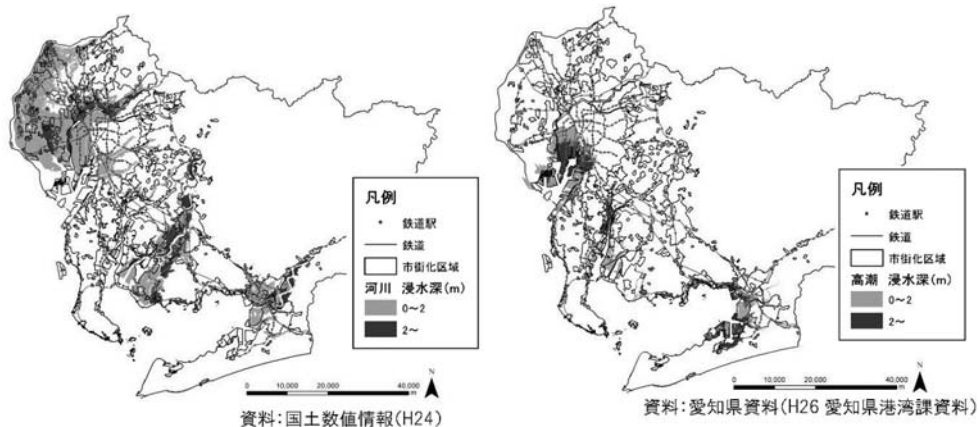 凡例
鉄道駅
鉄道
市街化区域
河川 浸水深(m)
0～2
2～
N
0 10,000 20,000 40,000
m
資料:国土数値情報(H24)
凡例
鉄道駅
鉄道
市街化区域
高潮 浸水深(m)
0～2
2～
N
0 10,000 20,000 40,000
m
資料:愛知県資料(H26 愛知県港湾課資料)